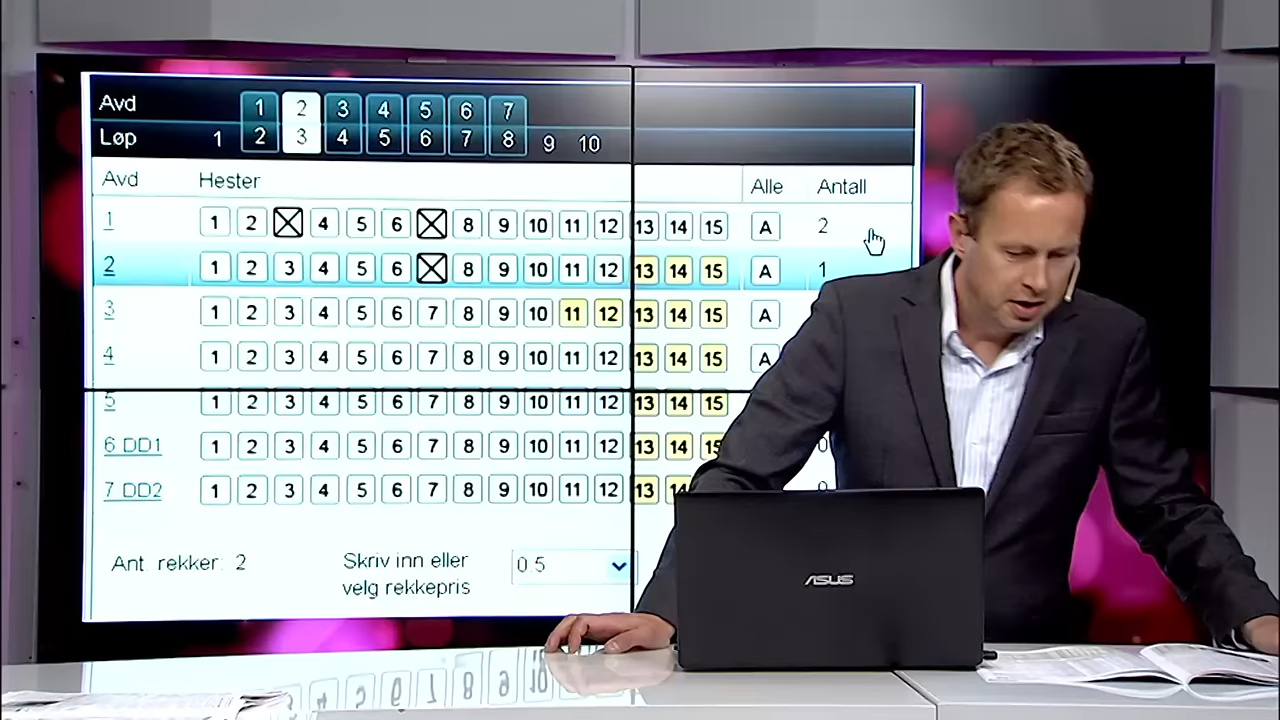 Avd 1 2 3 4 5 6 7
Løp 1 2 3 4 5 6 7 8 9 10
Avd Hester Alle Antall
1 1 2 4 5 6 8 9 10 11 12 13 14 15 A 2
2 1 2 3 4 5 6 8 9 10 11 12 13 14 15 A 1
3 1 2 3 4 5 6 7 8 9 10 11 12 13 14 15 A
4 1 2 3 4 5 6 7 8 9 10 11 12 13 14 15 A
5 1 2 3 4 5 6 7 8 9 10 11 12 13 14 15
6 DD1 1 2 3 4 5 6 7 8 9 10 11 12 13 14 15 0
7 DD2 1 2 3 4 5 6 7 8 9 10 11 12 13 14
Ant rekker: 2 Skriv inn eller 0.5
velg rekkepris
ASUS